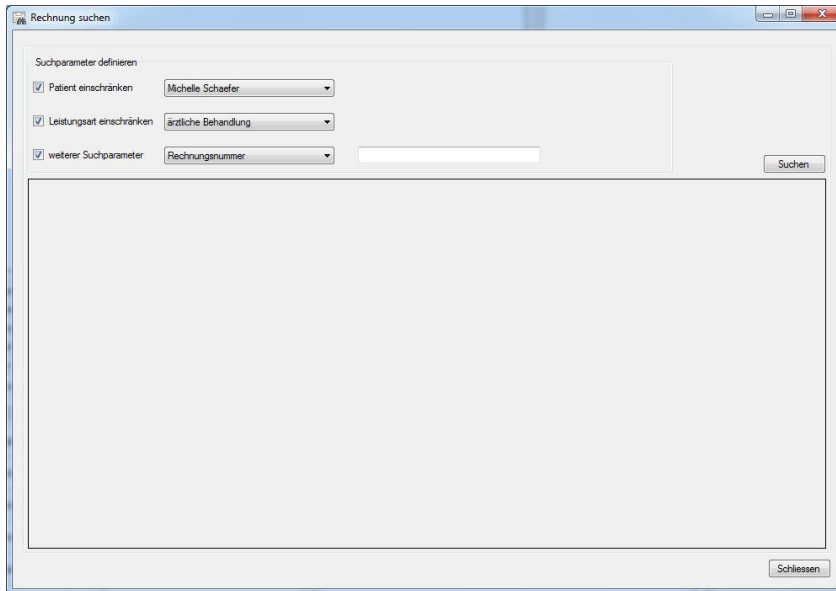 Rechnung suchen
Suchparameter definieren
Patient einschränken Michelle Schaefer
Leistungsart einschränken ärztliche Behandlung
weiterer Suchparameter Rechnungsnummer
Suchen
Schliessen